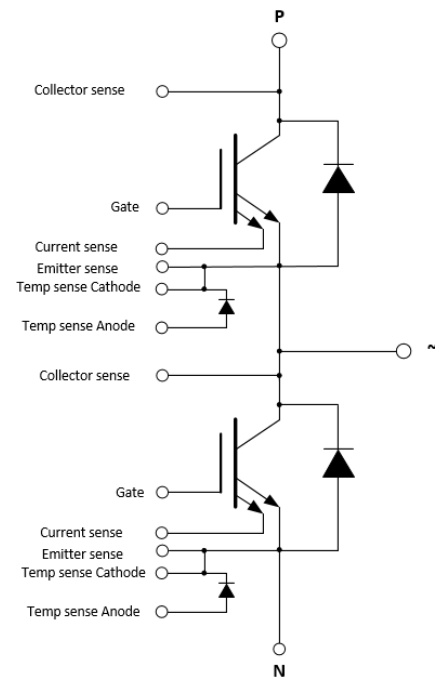 P
Collector sense
Gate
Current sense
Emitter sense
Temp sense Cathode
Temp sense Anode
~
Collector sense
Gate
Current sense
Emitter sense
Temp sense Cathode
Temp sense Anode
N